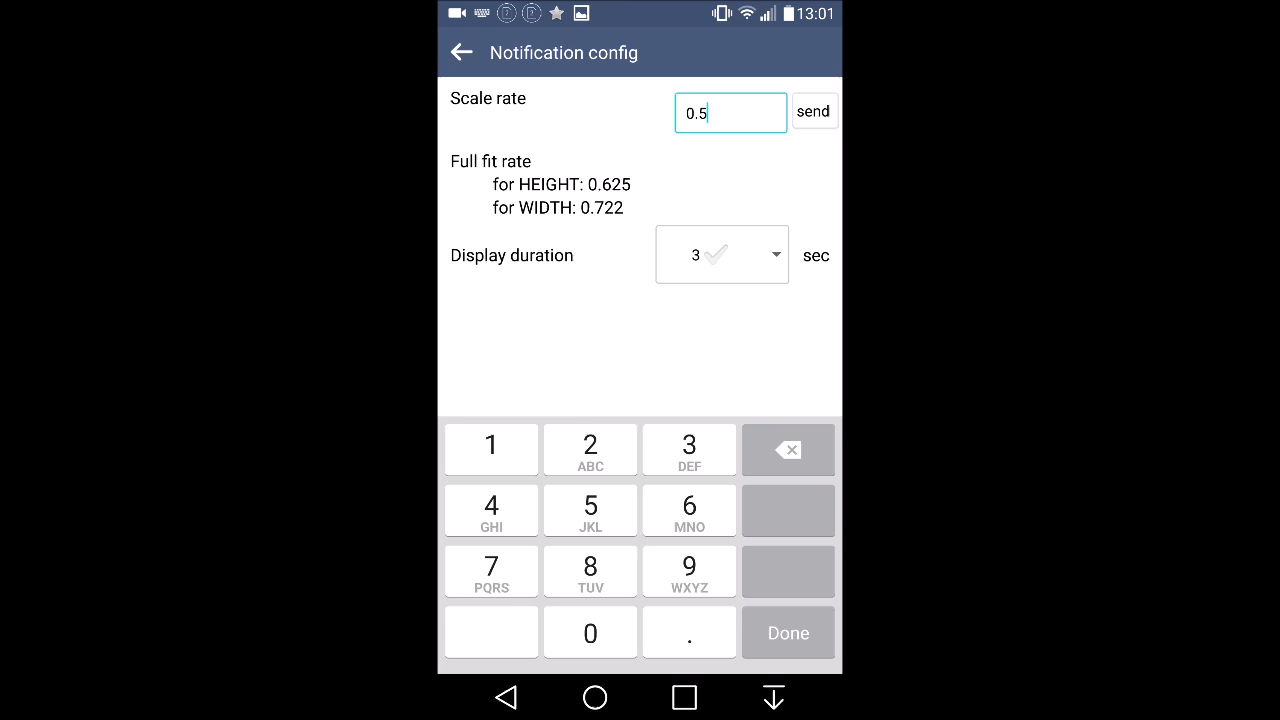 13:01
Notification config
Scale rate
0.5
send
Full fit rate
for HEIGHT: 0.625
for WIDTH: 0.722
Display duration
3
sec
1
2
3
ABC
DEF
4
5
6
GHI
JKL
MNO
7
8
9
PQRS
TUV
WXYZ
0
.
Done